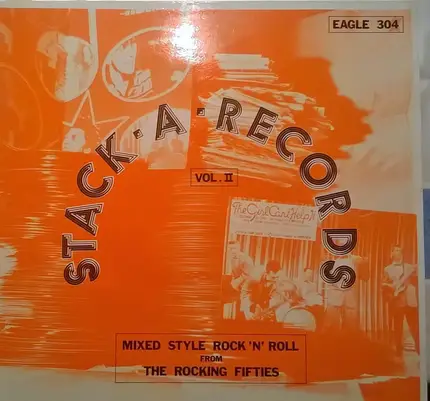 EAGLE 304
STACK·A·RECORDS
VOL. II
The Girl Can't Help It
MIXED STYLE ROCK 'N' ROLL
FROM
THE ROCKING FIFTIES